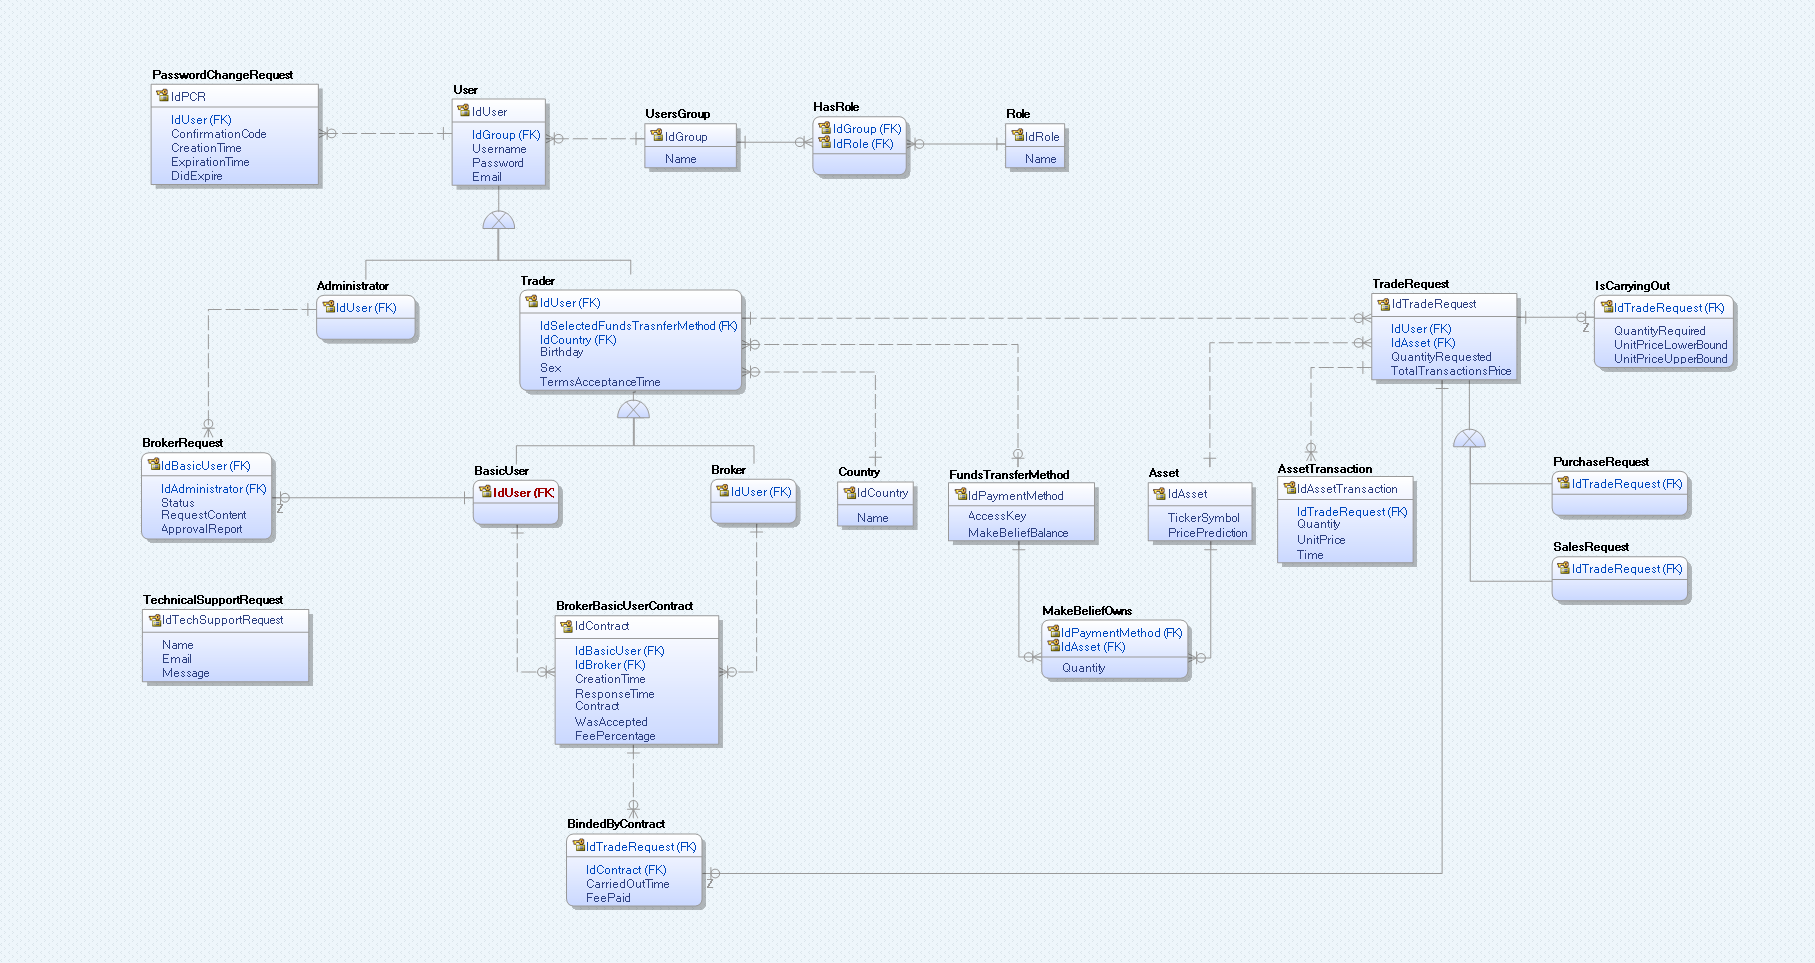 PasswordChangeRequest
IdPCR
IdUser (FK)
ConfirmationCode
CreationTime
ExpirationTime
DidExpire
User
IdUser
IdGroup (FK)
Username
Password
Email
UsersGroup
IdGroup
Name
HasRole
IdGroup (FK)
IdRole (FK)
Role
IdRole
Name
Administrator
IdUser (FK)
Trader
IdUser (FK)
IdSelectedFundsTrasnferMethod (FK)
IdCountry (FK)
Birthday
Sex
TermsAcceptanceTime
TradeRequest
IdTradeRequest
IdUser (FK)
IdAsset (FK)
QuantityRequested
TotalTransactionsPrice
IsCarryingOut
IdTradeRequest (FK)
QuantityRequired
UnitPriceLowerBound
UnitPriceUpperBound
Z
BrokerRequest
IdBasicUser (FK)
IdAdministrator (FK)
Status
RequestContent
ApprovalReport
Z
BasicUser
IdUser (FK)
Broker
IdUser (FK)
Country
IdCountry
Name
FundsTransferMethod
IdPaymentMethod
AccessKey
MakeBeliefBalance
Asset
IdAsset
TickerSymbol
PricePrediction
AssetTransaction
IdAssetTransaction
IdTradeRequest (FK)
Quantity
UnitPrice
Time
PurchaseRequest
IdTradeRequest (FK)
SalesRequest
IdTradeRequest (FK)
TechnicalSupportRequest
IdTechSupportRequest
Name
Email
Message
BrokerBasicUserContract
IdContract
IdBasicUser (FK)
IdBroker (FK)
CreationTime
ResponseTime
Contract
WasAccepted
FeePercentage
MakeBeliefOwns
IdPaymentMethod (FK)
IdAsset (FK)
Quantity
BindedByContract
IdTradeRequest (FK)
IdContract (FK)
CarriedOutTime
FeePaid
Z